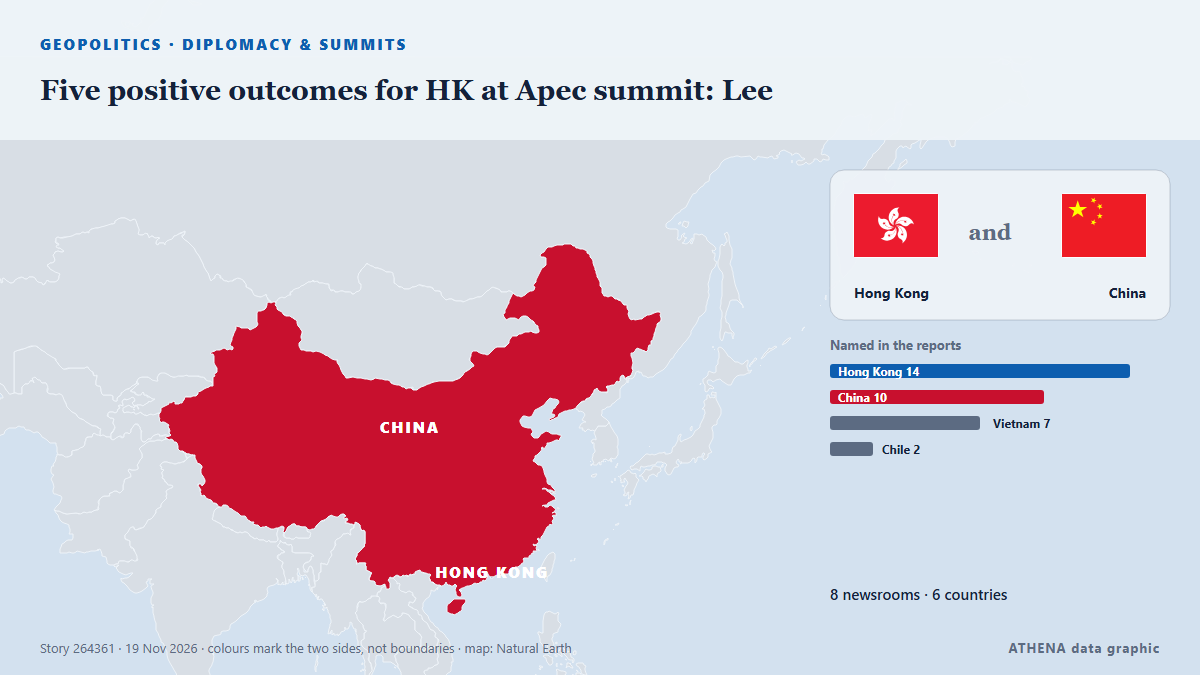 GEOPOLITICS · DIPLOMACY & SUMMITS
Five positive outcomes for HK at Apec summit: Lee
and
Hong Kong
China
Named in the reports
Hong Kong 14
China 10
Vietnam 7
Chile 2
CHINA
HONG KONG
8 newsrooms · 6 countries
Story 264361 · 19 Nov 2026 · colours mark the two sides, not boundaries · map: Natural Earth
ATHENA data graphic